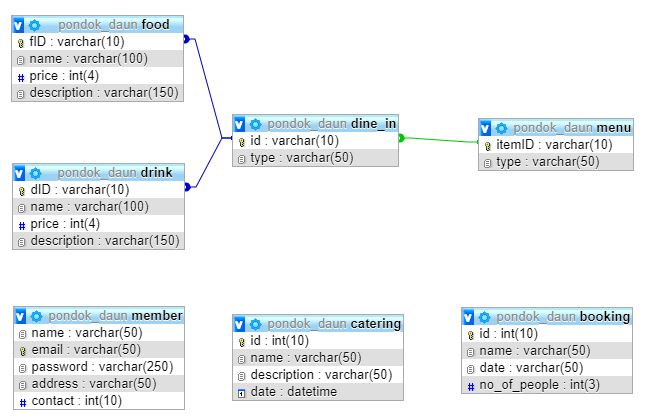 pondok_daun food
fID : varchar(10)
name : varchar(100)
# price : int(4)
description : varchar(150)
pondok_daun drink
dID : varchar(10)
name : varchar(100)
# price : int(4)
description : varchar(150)
pondok_daun dine_in
id : varchar(10)
type : varchar(50)
pondok_daun menu
itemID : varchar(10)
type : varchar(50)
pondok_daun member
name : varchar(50)
email : varchar(50)
password : varchar(250)
address : varchar(50)
# contact : int(10)
pondok_daun catering
id : int(10)
name : varchar(50)
description : varchar(50)
date : datetime
pondok_daun booking
id : int(10)
name : varchar(50)
date : varchar(50)
# no_of_people : int(3)